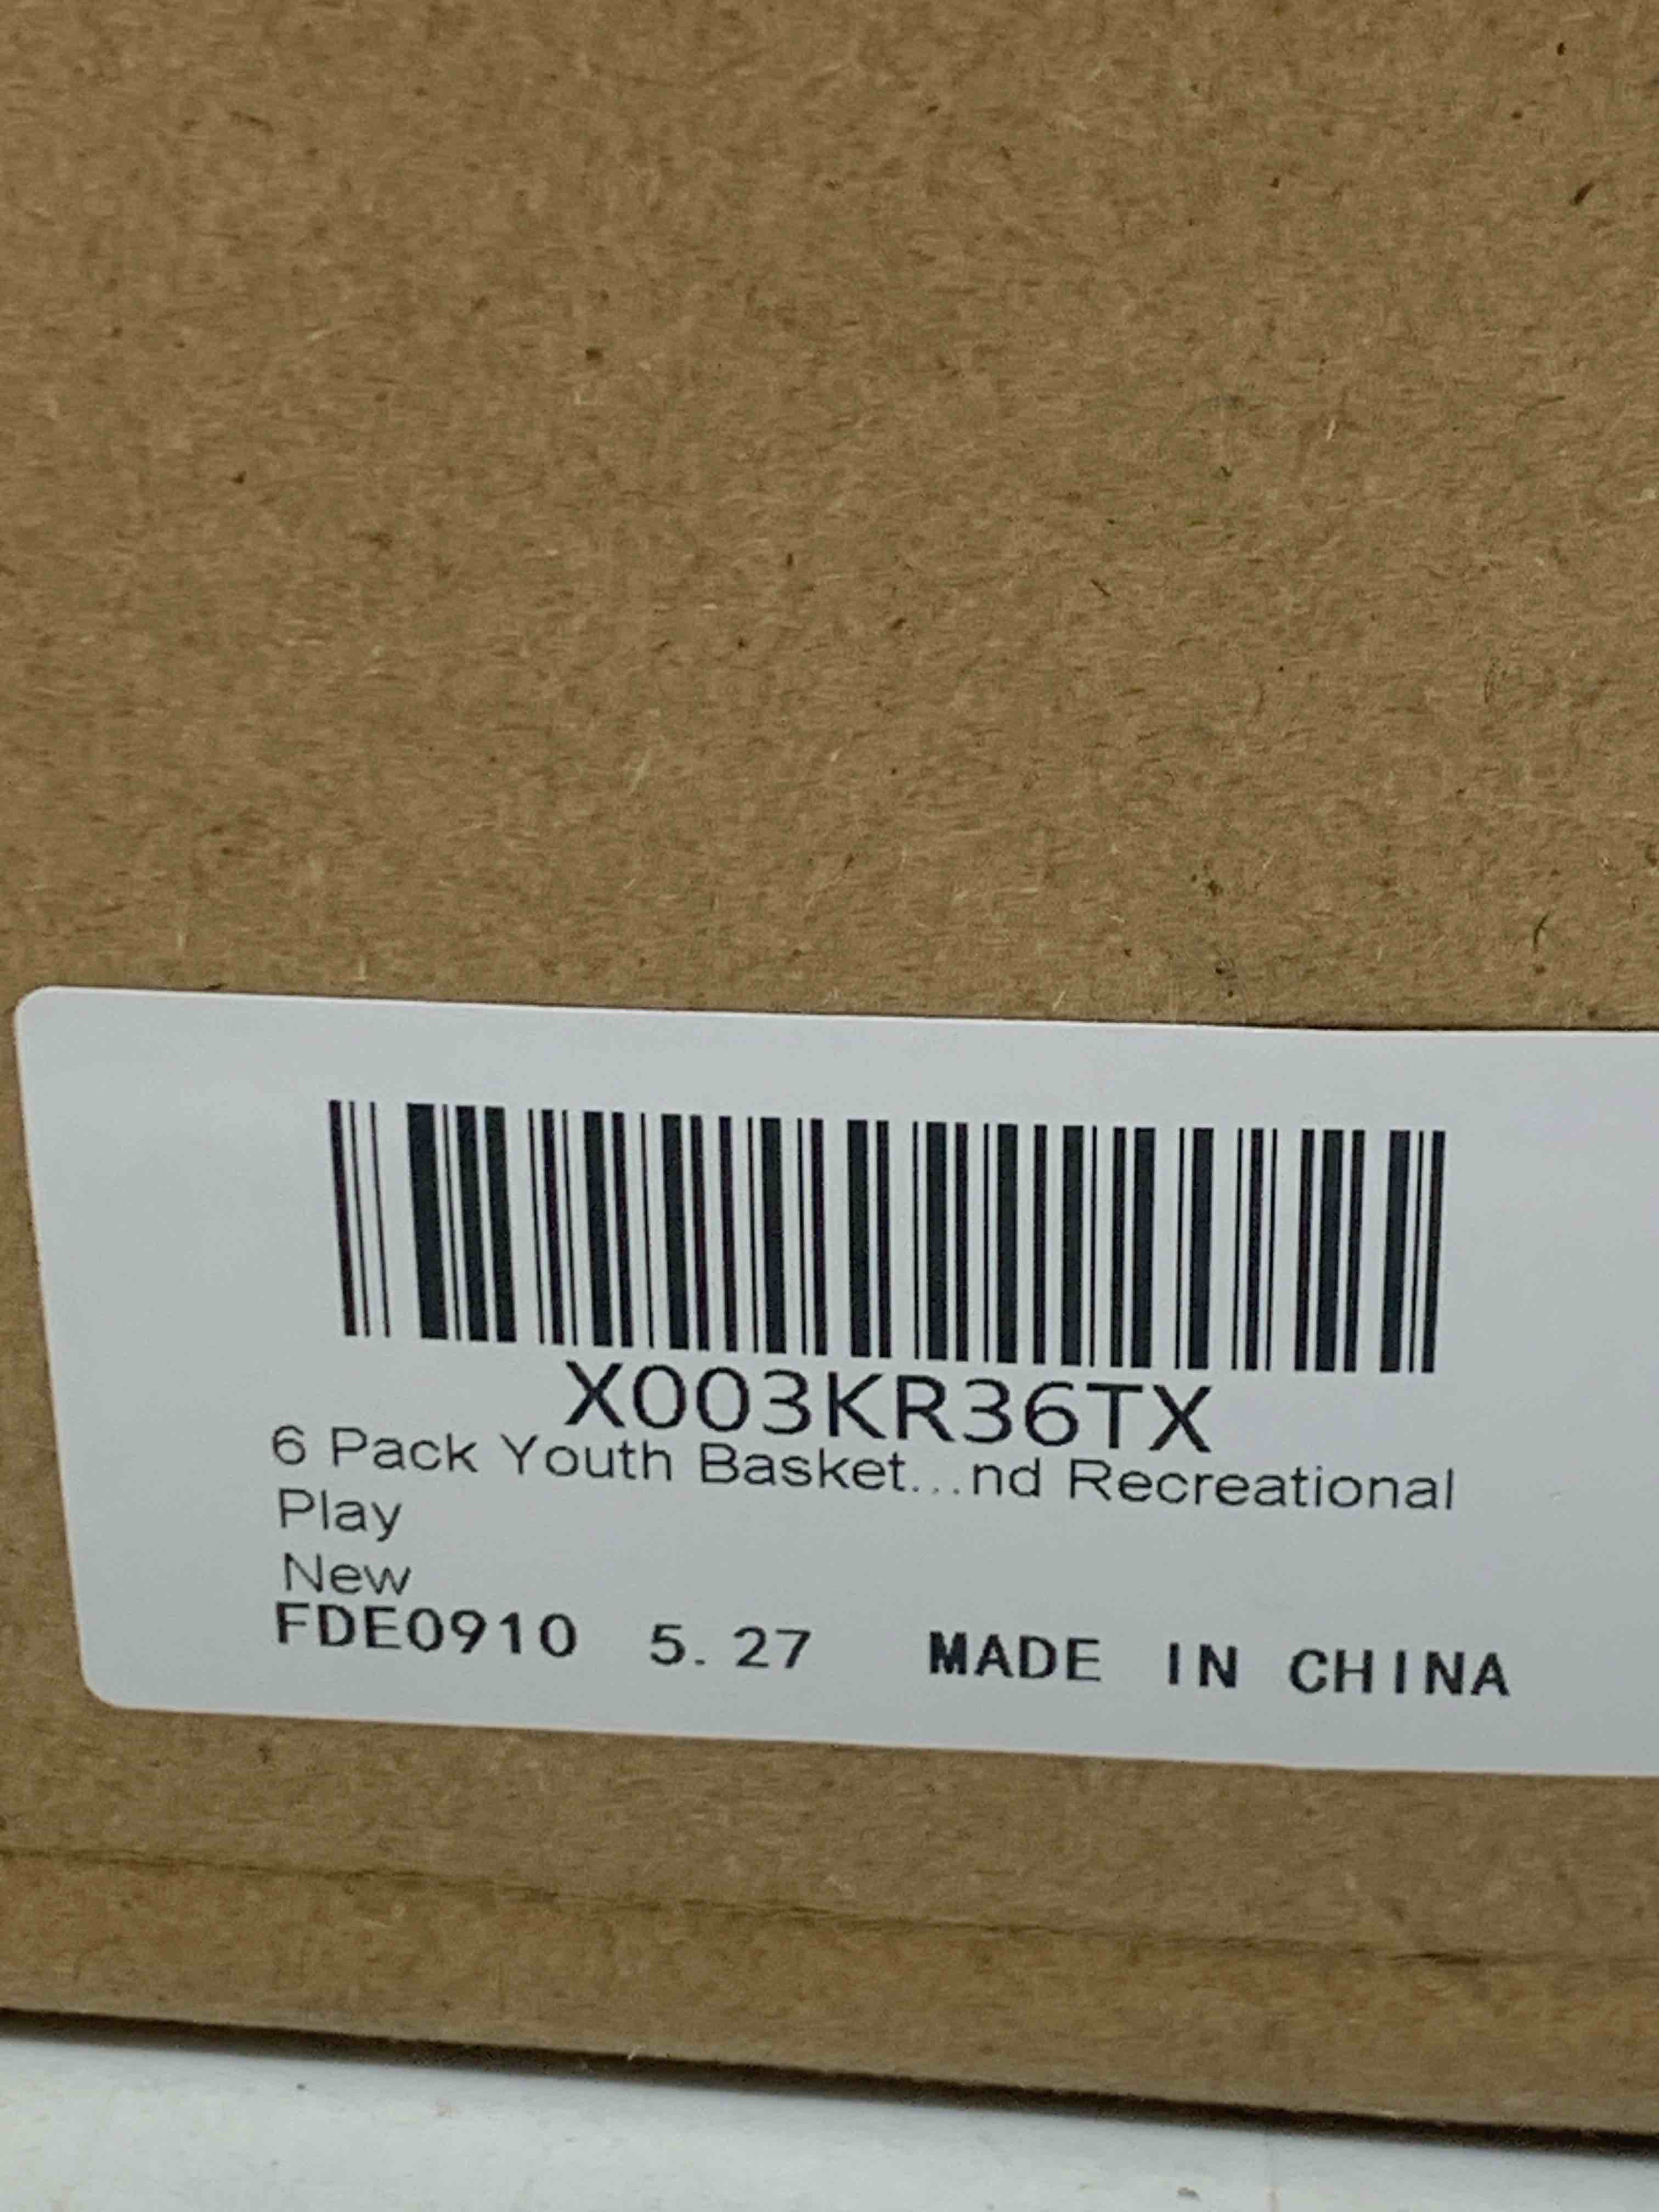 X003KR36TX
6 Pack Youth Basket...nd Recreational
Play
New
FDE0910 5.27 MADE IN CHINA